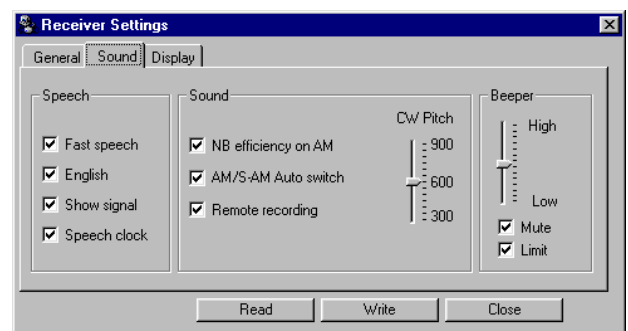 Receiver Settings
General Sound Display
Speech
Fast speech
English
Show signal
Speech clock
Sound
NB efficiency on AM
AM/S-AM Auto switch
Remote recording
CW Pitch
900
600
300
Beeper
High
Low
Mute
Limit
Read Write Close